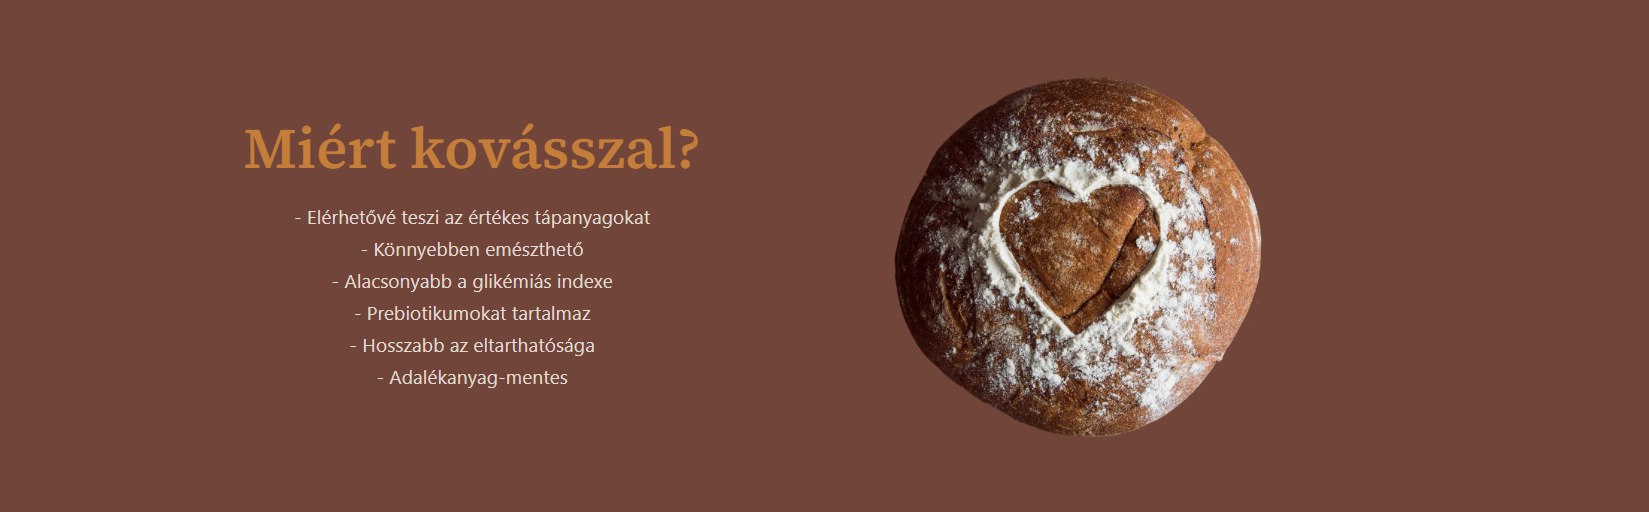 Miért kovásszal?
- Elérhetővé teszi az értékes tápanyagokat
- Könnyebben emészthető
- Alacsonyabb a glikémiás indexe
- Prebiotikumokat tartalmaz
- Hosszabb az eltarthatósága
- Adalékanyag-mentes